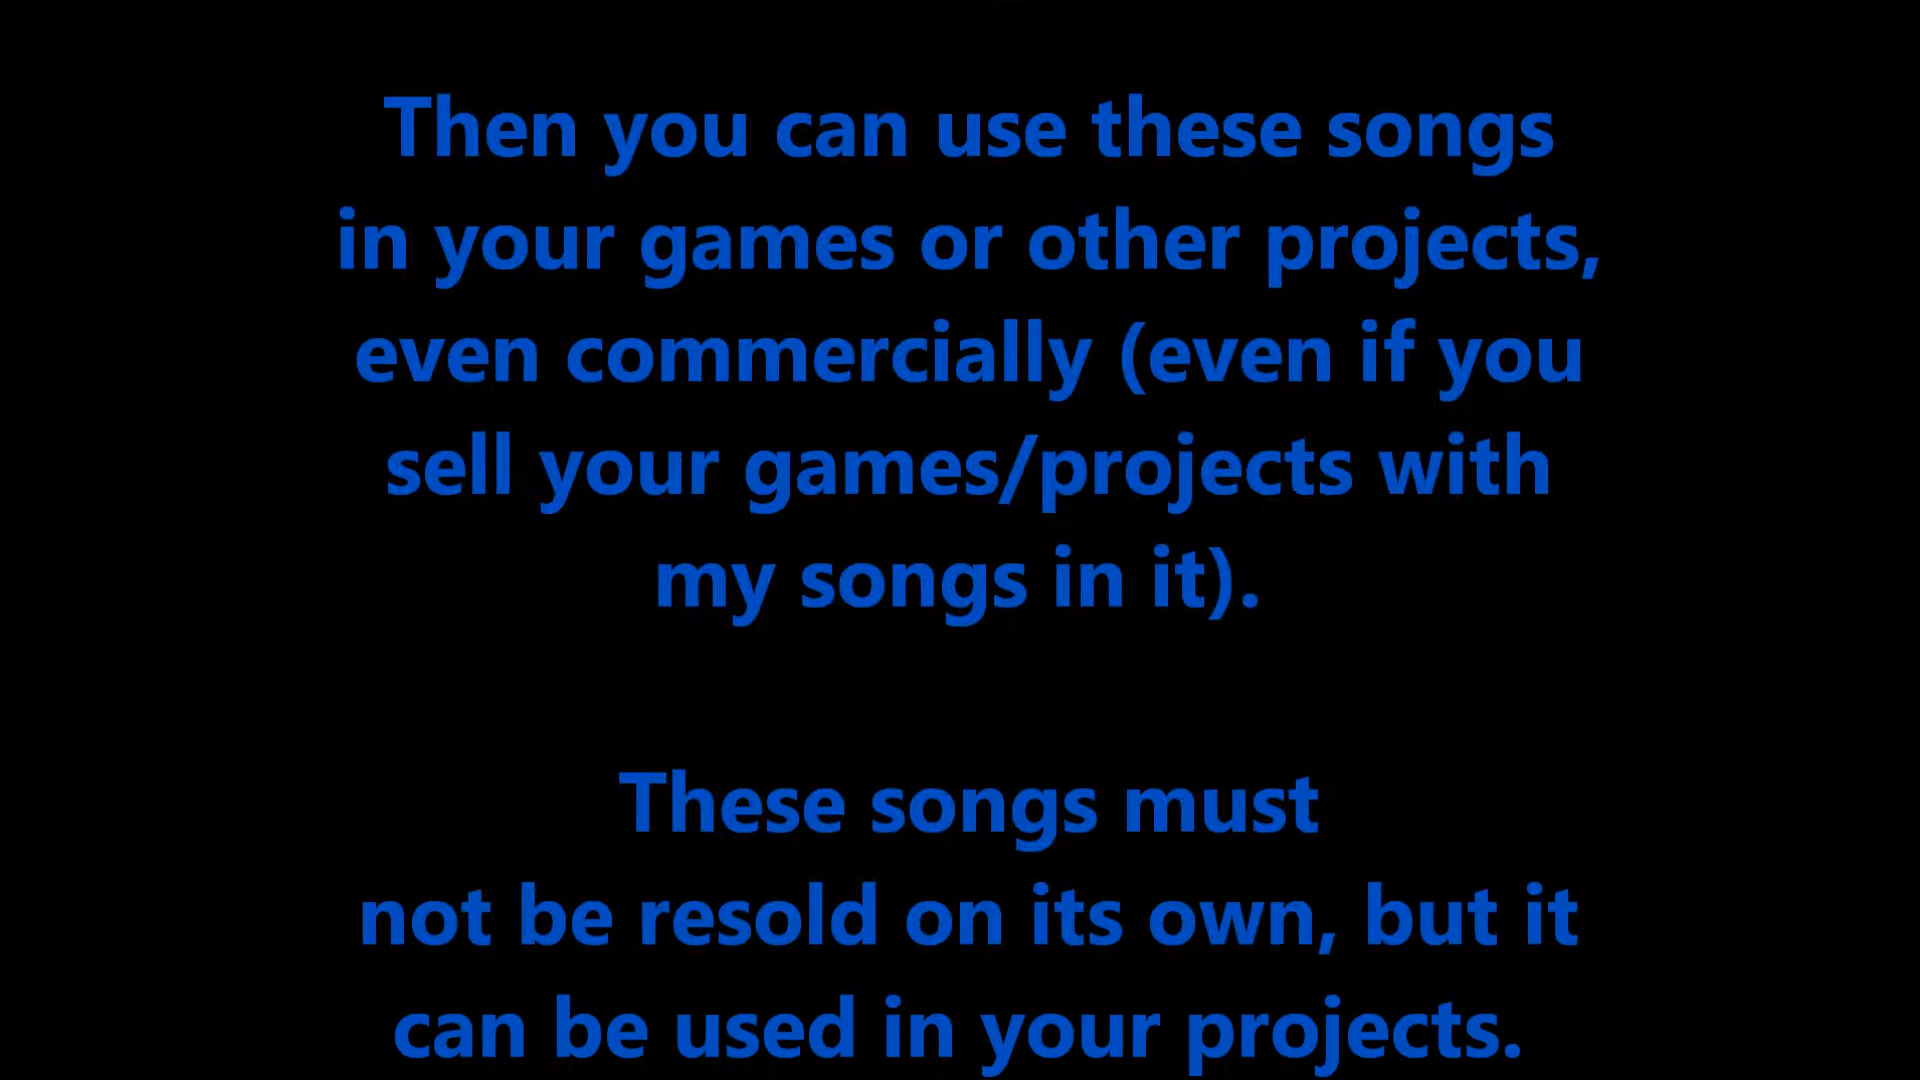 Then you can use these songs
in your games or other projects,
even commercially (even if you
sell your games/projects with
my songs in it).
These songs must
not be resold on its own, but it
can be used in your projects.